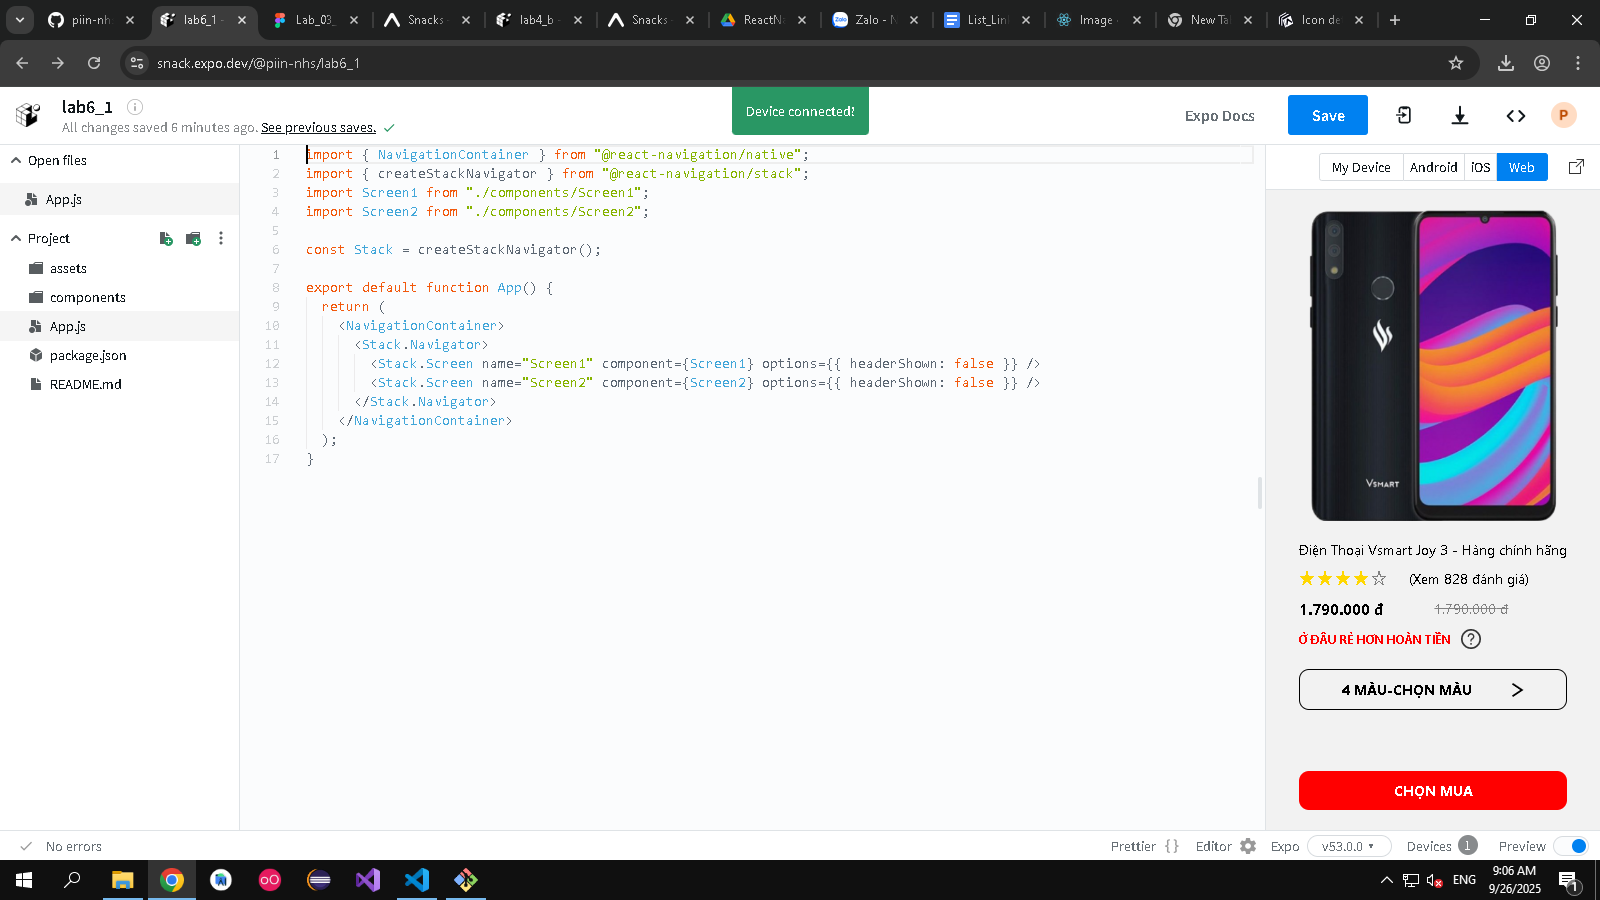 piin-nh
lab6_1 -
Lab_03_
Snacks
lab4_b -
Snacks
ReactN
Zalo - N
List_Lin
Image
New Ta
Icon de
snack.expo.dev/@piin-nhs/lab6_1
lab6_1
All changes saved 6 minutes ago. See previous saves.
Device connected!
Expo Docs
Save
P
Open files
App.js
Project
assets
components
App.js
package.json
README.md
1 import { NavigationContainer } from "@react-navigation/native";
2 import { createStackNavigator } from "@react-navigation/stack";
3 import Screen1 from "./components/Screen1";
4 import Screen2 from "./components/Screen2";
5
6 const Stack = createStackNavigator();
7
8 export default function App() {
9 return (
10 <NavigationContainer>
11 <Stack.Navigator>
12 <Stack.Screen name="Screen1" component={Screen1} options={{ headerShown: false }} />
13 <Stack.Screen name="Screen2" component={Screen2} options={{ headerShown: false }} />
14 </Stack.Navigator>
15 </NavigationContainer>
16 );
17 }
My Device
Android
iOS
Web
VSMART
Điện Thoại Vsmart Joy 3 - Hàng chính hãng
(Xem 828 đánh giá)
1.790.000 đ
1.790.000 đ
Ở ĐÂU RẺ HƠN HOÀN TIỀN
4 MÀU-CHỌN MÀU
CHỌN MUA
No errors
Prettier { }
Editor
Expo
v53.0.0
Devices 1
Preview
ENG
9:06 AM
9/26/2025
1